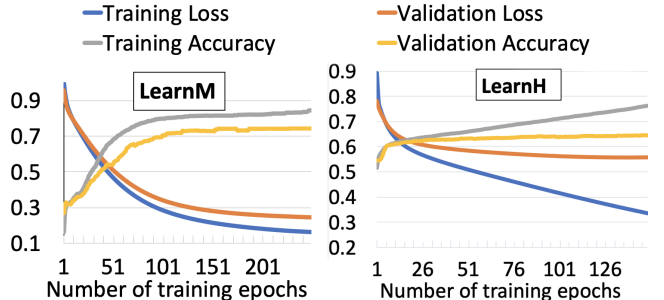 Training Loss
Validation Loss
Training Accuracy
Validation Accuracy
LearnM
0.9
0.7
0.5
0.3
0.1
1 51 101 151 201
Number of training epochs
LearnH
0.9
0.8
0.7
0.6
0.5
0.4
0.3
0.2
1 26 51 76 101 126
Number of training epochs